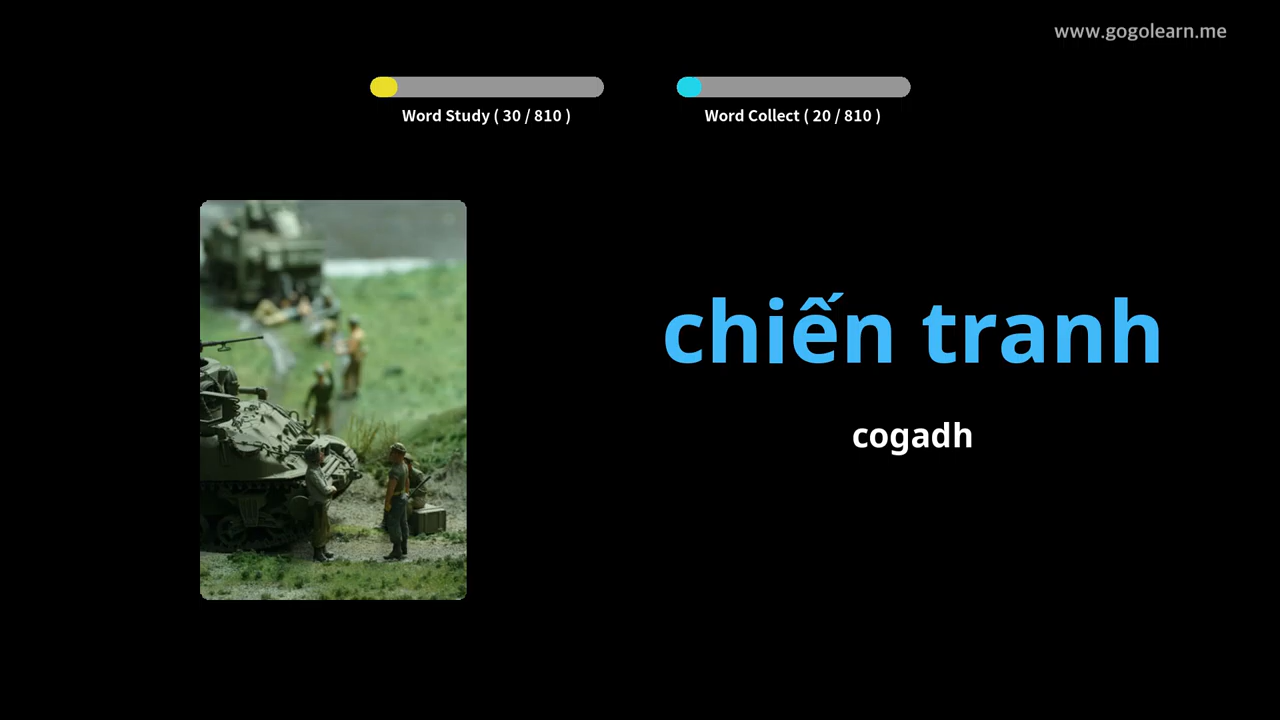 www.gogolearn.me
Word Study ( 30 / 810 )
Word Collect ( 20 / 810 )
chiến tranh
cogadh